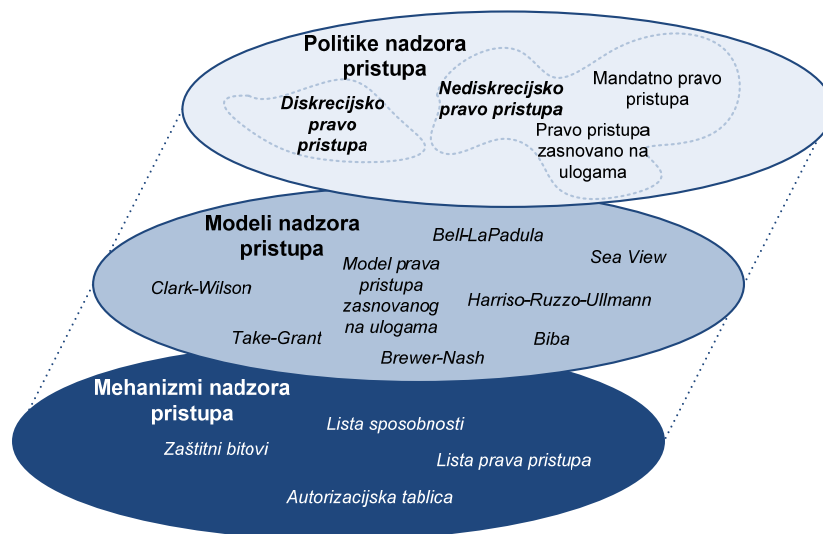 Politike nadzora
pristupa
Diskrecijsko
pravo
pristupa
Nediskrecijsko
pravo pristupa
Mandatno pravo
pristupa
Pravo pristupa
zasnovano na
ulogama
Modeli nadzora
pristupa
Bell-LaPadula
Sea View
Clark-Wilson
Model prava
pristupa
zasnovanog
na ulogama
Harriso-Ruzzo-Ullmann
Take-Grant
Biba
Brewer-Nash
Mehanizmi nadzora
pristupa
Lista sposobnosti
Zaštitni bitovi
Lista prava pristupa
Autorizacijska tablica